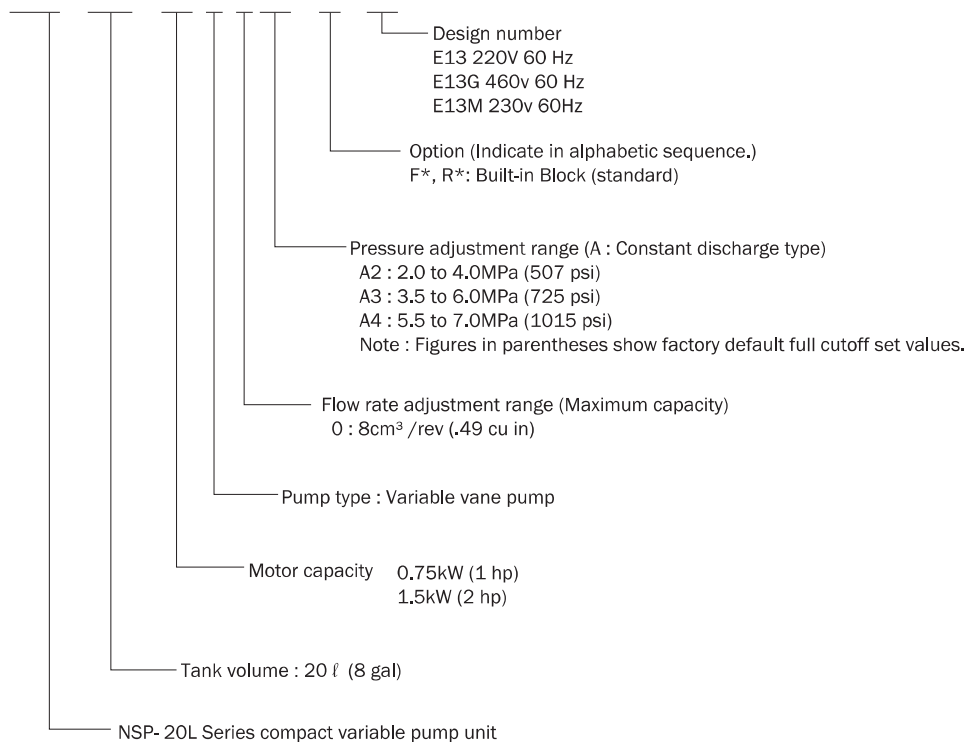 Design number
E13 220V 60 Hz
E13G 460v 60 Hz
E13M 230v 60Hz
Option (Indicate in alphabetic sequence.)
F*, R*: Built-in Block (standard)
Pressure adjustment range (A : Constant discharge type)
A2 : 2.0 to 4.0MPa (507 psi)
A3 : 3.5 to 6.0MPa (725 psi)
A4 : 5.5 to 7.0MPa (1015 psi)
Note : Figures in parentheses show factory default full cutoff set values.
Flow rate adjustment range (Maximum capacity)
0 : 8cm³ /rev (.49 cu in)
Pump type : Variable vane pump
Motor capacity 0.75kW (1 hp)
1.5kW (2 hp)
Tank volume : 20 ℓ (8 gal)
NSP- 20L Series compact variable pump unit